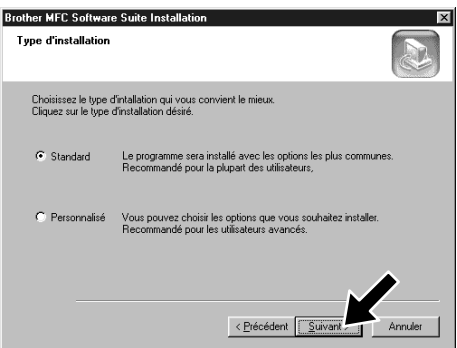 Brother MFC Software Suite Installation
Type d'installation
Choisissez le type d'intallation qui vous convient le mieux.
Cliquez sur le type d'installation désiré.
Standard Le programme sera installé avec les options les plus communes.
Recommandé pour la plupart des utilisateurs,
Personnalisé Vous pouvez choisir les options que vous souhaitez installer.
Recommandé pour les utilisateurs avancés.
< Précédent Suivant > Annuler